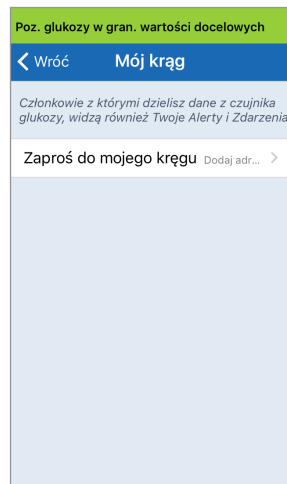 Poz. glukozy w gran. wartości docelowych
Wróć Mój krąg
Członkowie z którymi dzielisz dane z czujnika
glukozy, widzą również Twoje Alerty i Zdarzenia
Zaproś do mojego kręgu Dodaj adr...